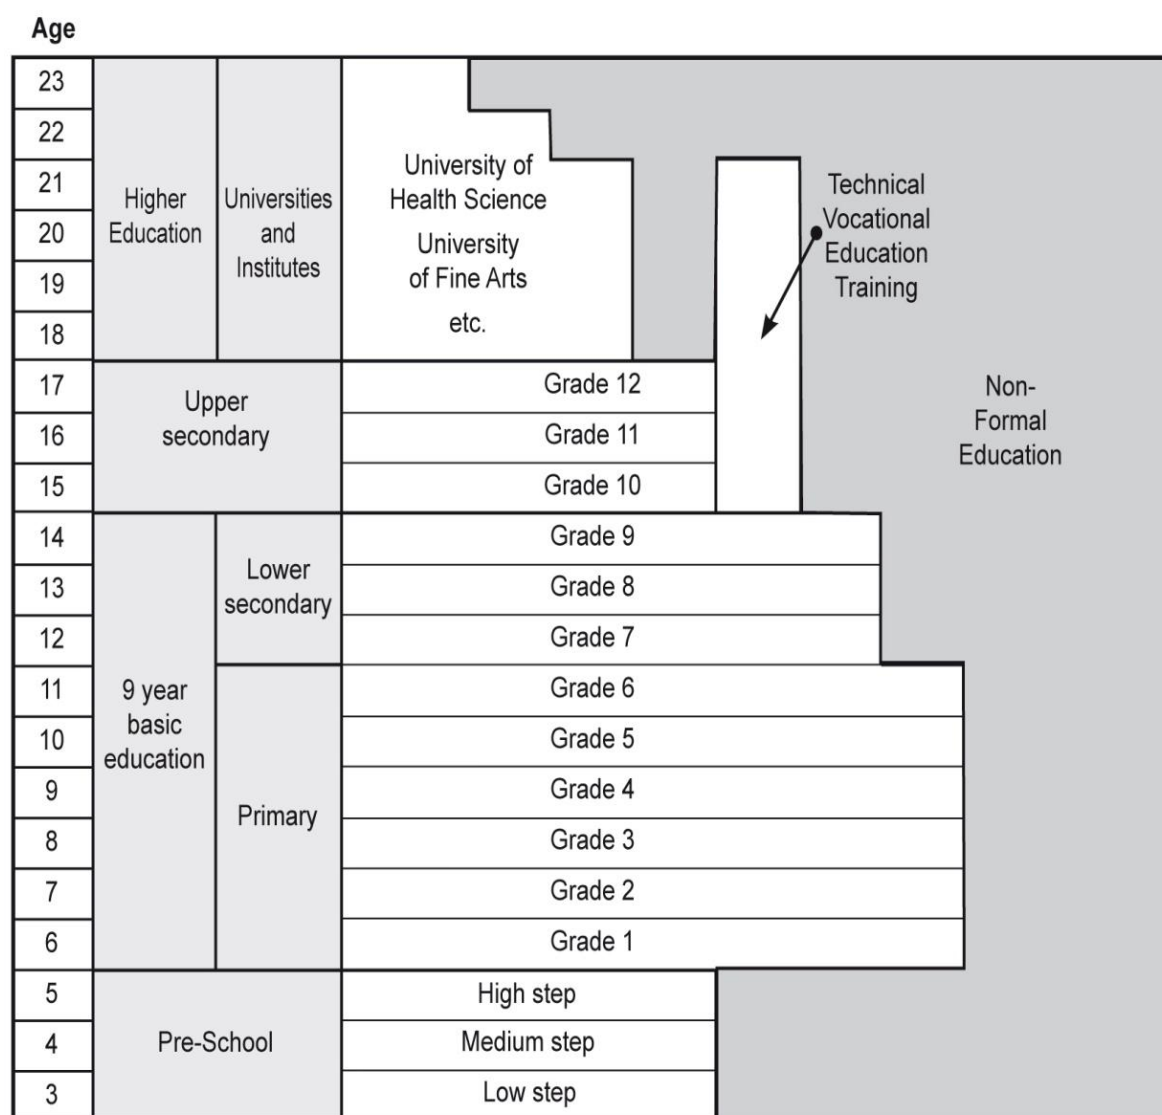 Age
23
22
21
20
19
18
17
16
15
14
13
12
11
10
9
8
7
6
5
4
3
Higher
Education
Universities
and
Institutes
University of
Health Science
University
of Fine Arts
etc.
Technical
Vocational
Education
Training
Non-
Formal
Education
Upper
secondary
Grade 12
Grade 11
Grade 10
9 year
basic
education
Lower
secondary
Grade 9
Grade 8
Grade 7
Primary
Grade 6
Grade 5
Grade 4
Grade 3
Grade 2
Grade 1
Pre-School
High step
Medium step
Low step